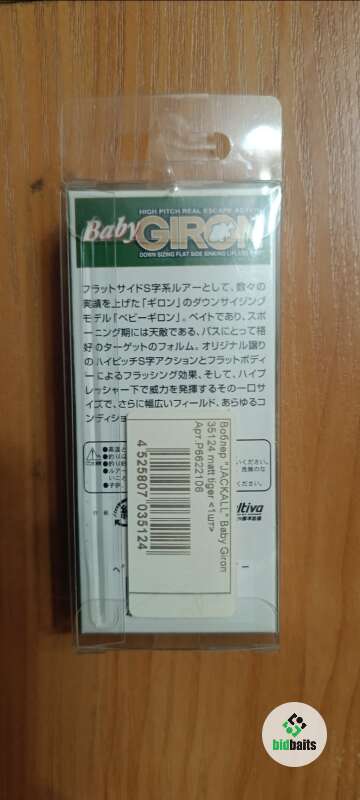 HIGH PITCH REAL ESCAPE ACTION
Baby GIRON
DOWN SIZING FLAT SIDE SINKING LIPLESS
フラットサイドS字系ルアーとして、数々の
実績を上げた「ギロン」のダウンサイジング
モデル「ベビーギロン」。ベイトであり、スポ
ーニング期には天敵である、バスにとって格
好のターゲットのフォルム。オリジナル譲り
のハイピッチS字アクションとフラットボディ
ーによるフラッシング効果、そして、ハイプ
レッシャー下で威力を発揮するその一口サ
イズで、さらに幅広いフィールド、あらゆるコン
ディショ
Воблер "JACKALL" Baby Giron
35124 matt tiger <1шт>
Арт.P6622106
4 525807 035124
ltiva
bidbaits